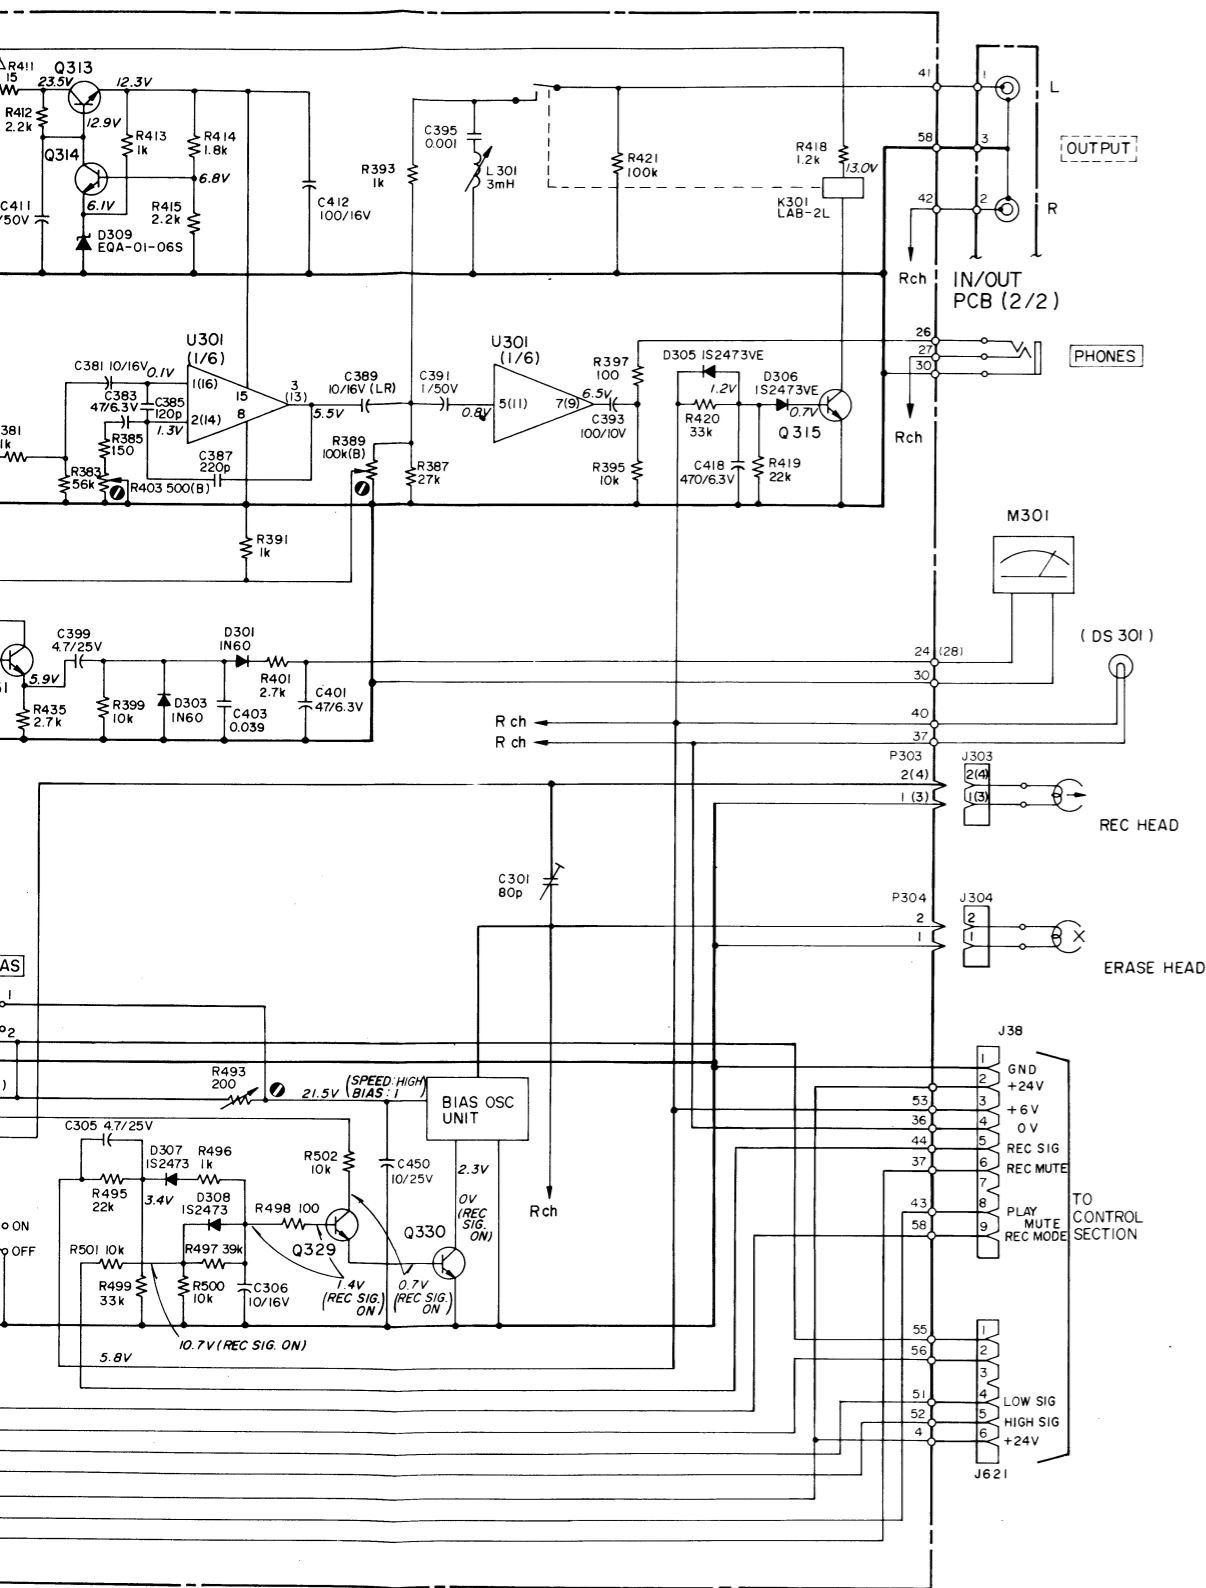 R411
15
Q313
23.5V
12.3V
R412
2.2k
12.9V
R413
1k
R414
1.8k
Q314
6.8V
6.1V
R415
2.2k
C411
/50V
D309
EQA-01-06S
C412
100/16V
R393
1k
C395
0.001
L301
3mH
R421
100k
R418
1.2k
13.0V
K301
LAB-2L
41
1
L
58
3
OUTPUT
42
2
R
Rch
IN/OUT
PCB (2/2)
U301
(1/6)
C381 10/16V
0.1V
1(16)
C383
47/6.3V
C385
120p
2(14)
1.3V
15
8
3
(13)
5.5V
C389
10/16V (LR)
C391
1/50V
0.8V
U301
(1/6)
5(11)
7(9)
6.5V
R397
100
C393
100/10V
R395
10k
D305 1S2473VE
1.2V
D306
1S2473VE
0.7V
R420
33k
Q315
C418
470/6.3V
R419
22k
26
27
30
PHONES
Rch
381
1k
R383
56k
R385
150
R403 500(B)
C387
220p
R389
100k(B)
R387
27k
R391
1k
M301
C399
4.7/25V
D301
1N60
R401
2.7k
5.9V
R435
2.7k
R399
10k
D303
1N60
C403
0.039
C401
47/6.3V
24 (28)
30
(DS 301)
R ch
40
R ch
37
P303
J303
2(4)
2(4)
1(3)
1(3)
REC HEAD
C301
80p
P304
J304
2
2
1
1
ERASE HEAD
AS
1
2
)
R493
200
21.5V
(SPEED:HIGH
BIAS : 1 )
BIAS OSC
UNIT
C305 4.7/25V
D307
1S2473
R496
1k
R495
22k
3.4V
D308
1S2473
R498 100
R502
10k
C450
10/25V
2.3V
0V
(REC
SIG.
ON)
Rch
ON
OFF
R501 10k
R497 39k
Q329
Q330
R499
33k
R500
10k
C306
10/16V
1.4V
(REC SIG.
ON)
0.7V
(REC SIG.
ON)
10.7V (REC SIG. ON)
5.8V
J38
1
GND
2
+24V
53
3
+6V
36
4
0V
44
5
REC SIG
37
6
REC MUTE
7
43
8
PLAY
MUTE
58
9
REC MODE
TO
CONTROL
SECTION
55
1
56
2
3
51
4
LOW SIG
52
5
HIGH SIG
4
6
+24V
J621